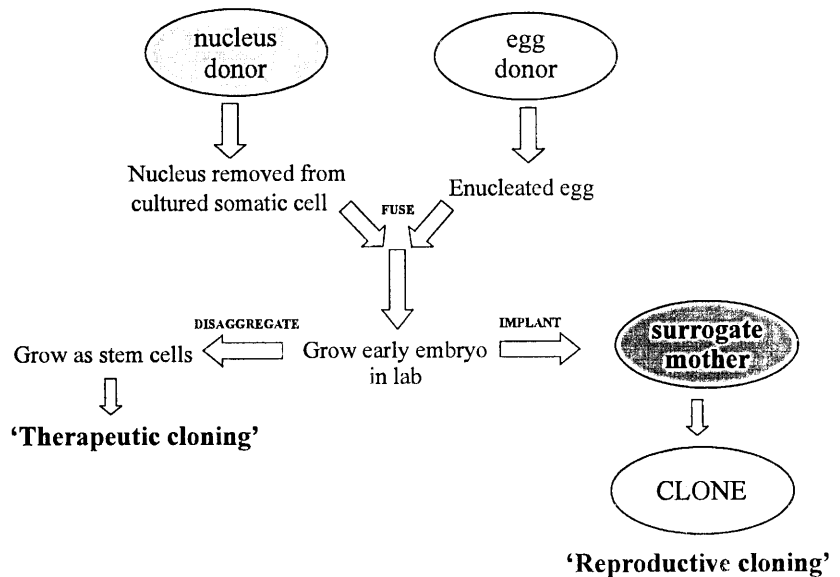 nucleus
donor
egg
donor
Nucleus removed from
cultured somatic cell
Enucleated egg
FUSE
DISAGGREGATE
IMPLANT
Grow as stem cells
Grow early embryo
in lab
surrogate
mother
'Therapeutic cloning'
CLONE
'Reproductive cloning'